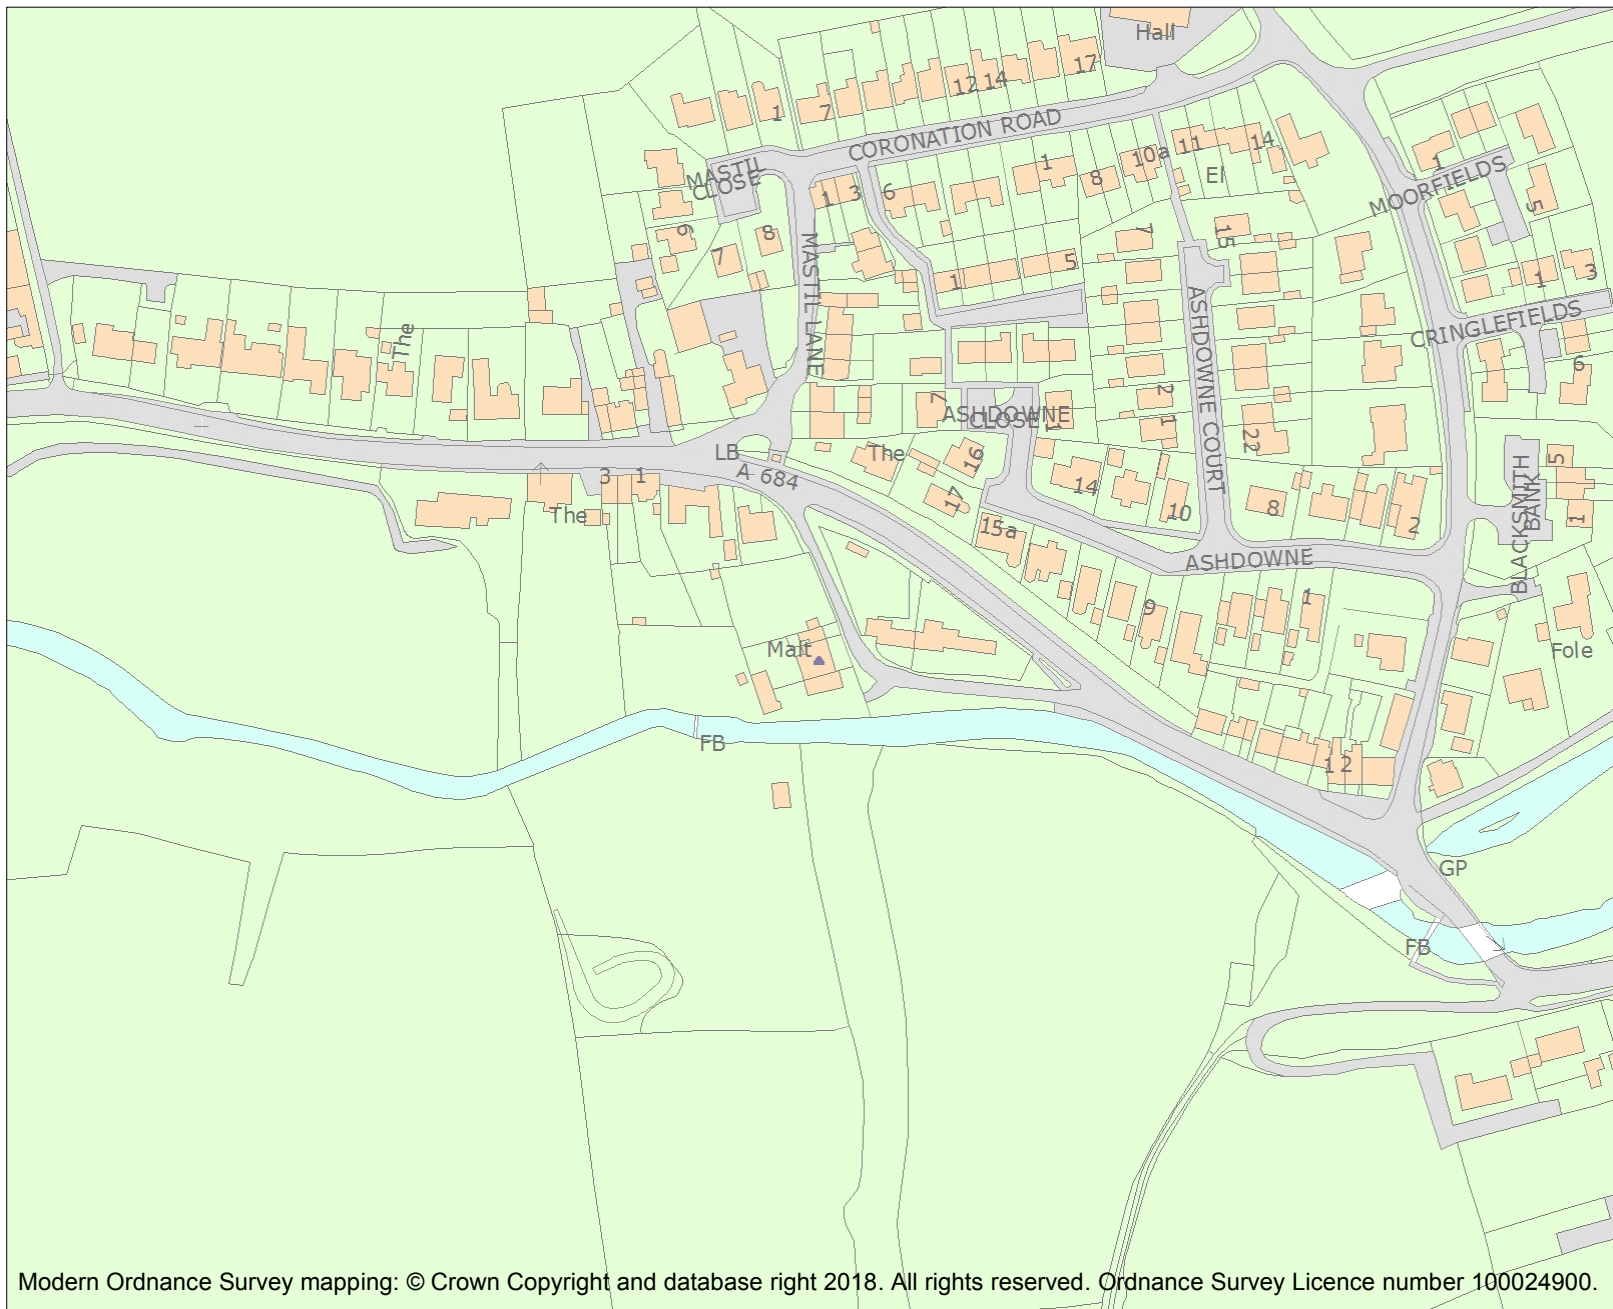 Hall
17
12
14
7
1
CORONATION ROAD
MASTIL
CLOSE
1
3
6
1
8
10a
11
14
El
1
MOORFIELDS
5
6
7
8
MASTIL LANE
1
5
7
15
ASHDOWNE COURT
1
3
CRINGLEFIELDS
6
The
7
ASHDOWNE
CLOSE
11
21
22
LB
A 684
The
16
17
14
10
8
2
BLACKSMITH
BANK
5
1
3
1
The
15a
ASHDOWNE
9
1
Malt
Fole
FB
1
2
GP
FB
Modern Ordnance Survey mapping: © Crown Copyright and database right 2018. All rights reserved. Ordnance Survey Licence number 100024900.